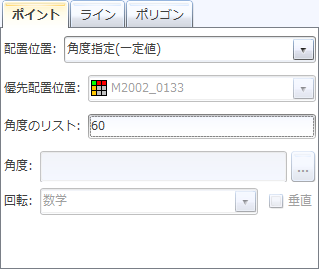 ポイント ライン ポリゴン
配置位置: 角度指定(一定値)
優先配置位置: M2002_0133
角度のリスト: 60
角度: ...
回転: 数学 垂直